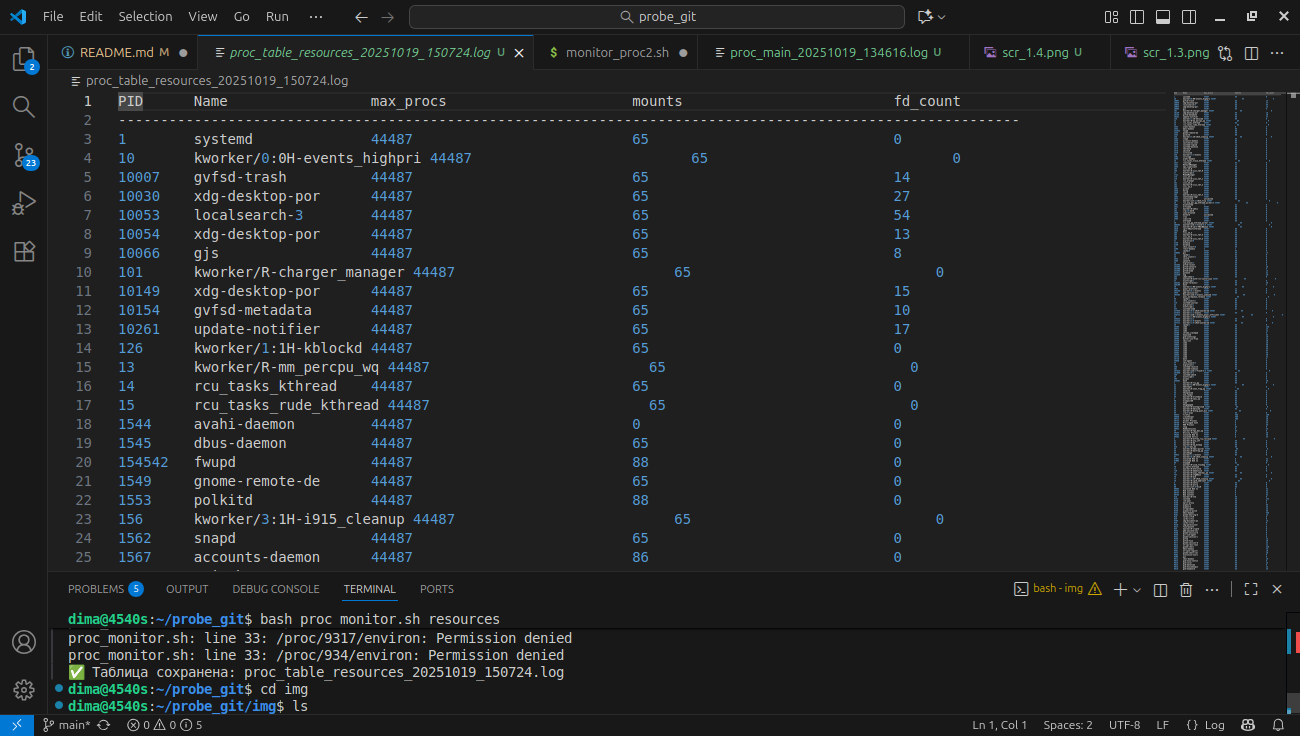 File Edit Selection View Go Run ··· probe_git
README.md M proc_table_resources_20251019_150724.log U monitor_proc2.sh proc_main_20251019_134616.log U scr_1.4.png U scr_1.3.png
proc_table_resources_20251019_150724.log
1 PID Name max_procs mounts fd_count
2 -----------------------------------------------------------------------------------------------------------
3 1 systemd 44487 65 0
4 10 kworker/0:0H-events_highpri 44487 65 0
5 10007 gvfsd-trash 44487 65 14
6 10030 xdg-desktop-por 44487 65 27
7 10053 localsearch-3 44487 65 54
8 10054 xdg-desktop-por 44487 65 13
9 10066 gjs 44487 65 8
10 101 kworker/R-charger_manager 44487 65 0
11 10149 xdg-desktop-por 44487 65 15
12 10154 gvfsd-metadata 44487 65 10
13 10261 update-notifier 44487 65 17
14 126 kworker/1:1H-kblockd 44487 65 0
15 13 kworker/R-mm_percpu_wq 44487 65 0
16 14 rcu_tasks_kthread 44487 65 0
17 15 rcu_tasks_rude_kthread 44487 65 0
18 1544 avahi-daemon 44487 0 0
19 1545 dbus-daemon 44487 65 0
20 154542 fwupd 44487 88 0
21 1549 gnome-remote-de 44487 65 0
22 1553 polkitd 44487 88 0
23 156 kworker/3:1H-i915_cleanup 44487 65 0
24 1562 snapd 44487 65 0
25 1567 accounts-daemon 44487 86 0
2
23
PROBLEMS 5 OUTPUT DEBUG CONSOLE TERMINAL PORTS bash - img
dima@4540s:~/probe_git$ bash proc_monitor.sh resources
proc_monitor.sh: line 33: /proc/9317/environ: Permission denied
proc_monitor.sh: line 33: /proc/934/environ: Permission denied
✅ Таблица сохранена: proc_table_resources_20251019_150724.log
dima@4540s:~/probe_git$ cd img
dima@4540s:~/probe_git/img$ ls
main* 0 0 5 Ln 1, Col 1 Spaces: 2 UTF-8 LF {} Log